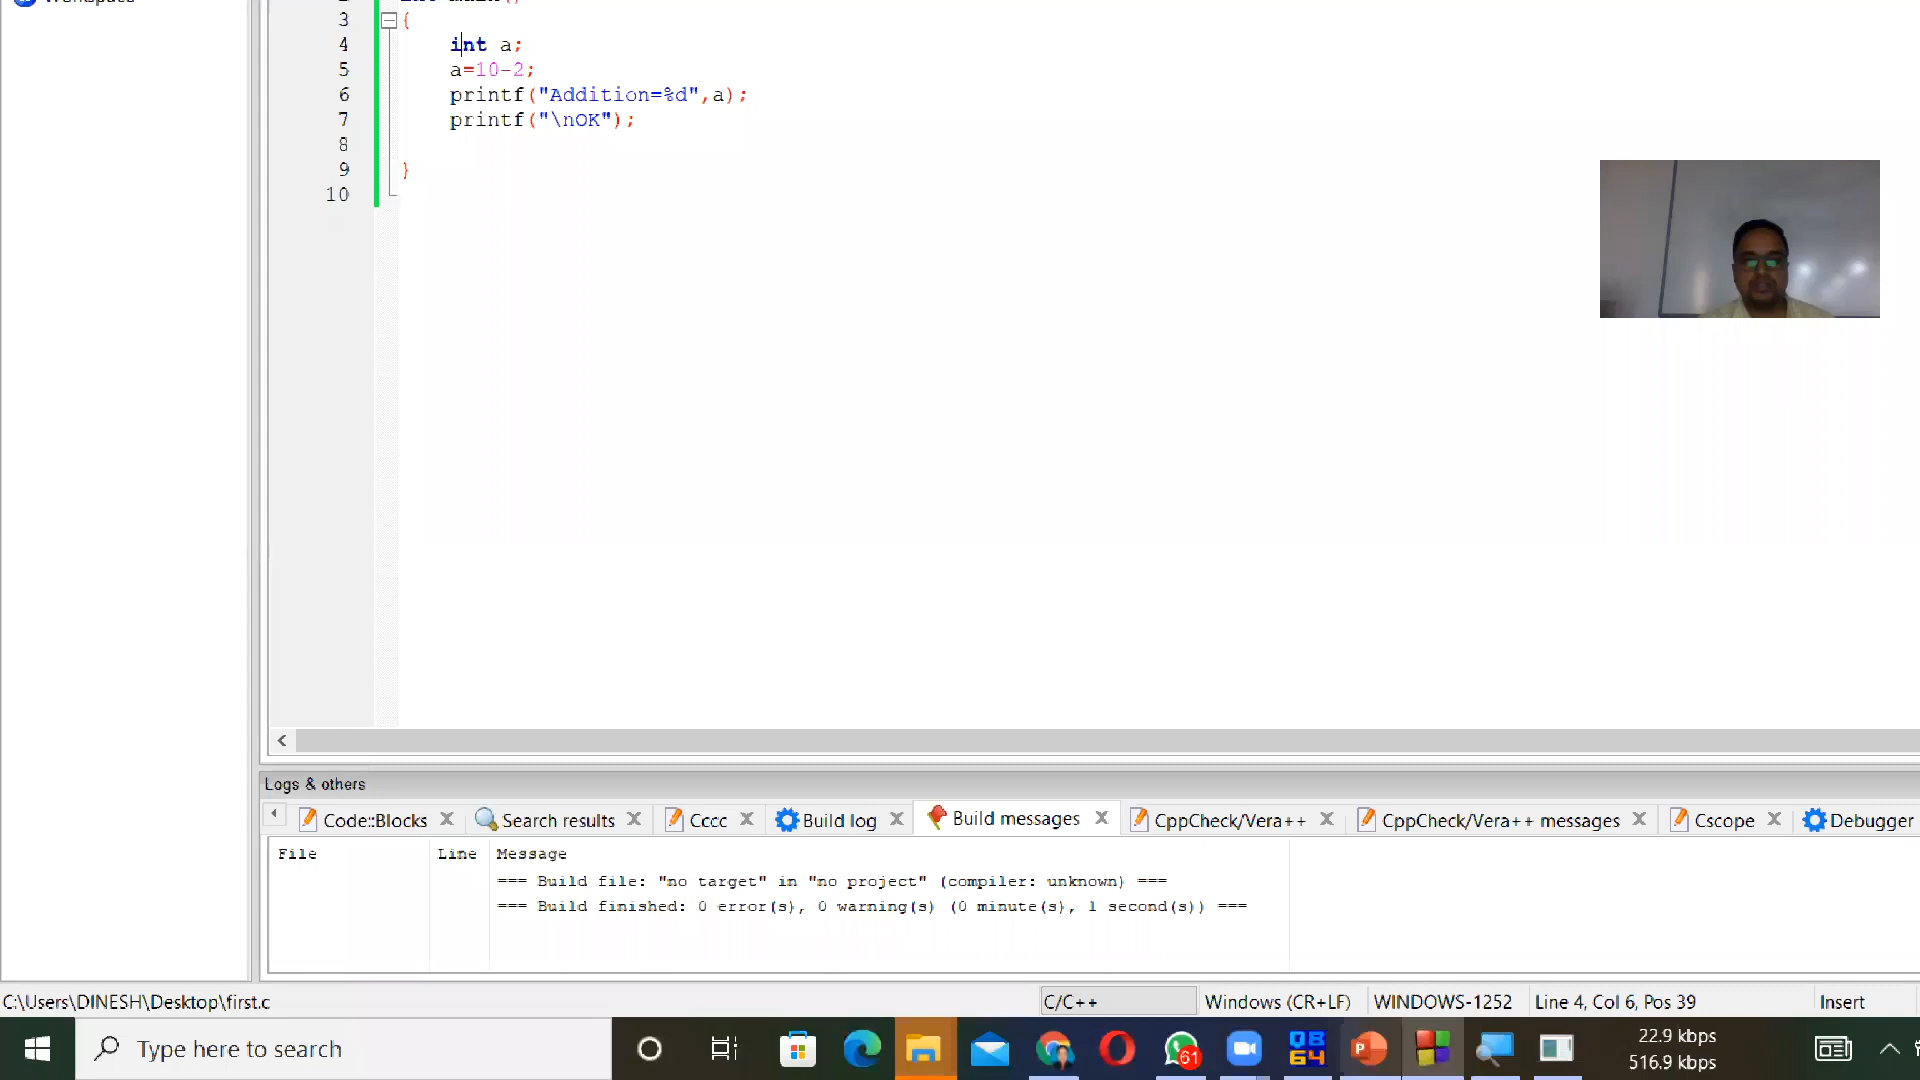 3 {
4 int a;
5 a=10-2;
6 printf("Addition=%d",a);
7 printf("\nOK");
8
9 }
10
Logs & others
Code::Blocks X Search results X Cccc X Build log X Build messages X CppCheck/Vera++ X CppCheck/Vera++ messages X Cscope X Debugger
File Line Message
=== Build file: "no target" in "no project" (compiler: unknown) ===
=== Build finished: 0 error(s), 0 warning(s) (0 minute(s), 1 second(s)) ===
C:\Users\DINESH\Desktop\first.c C/C++ Windows (CR+LF) WINDOWS-1252 Line 4, Col 6, Pos 39 Insert
Type here to search
61
QB
64
P
22.9 kbps
516.9 kbps